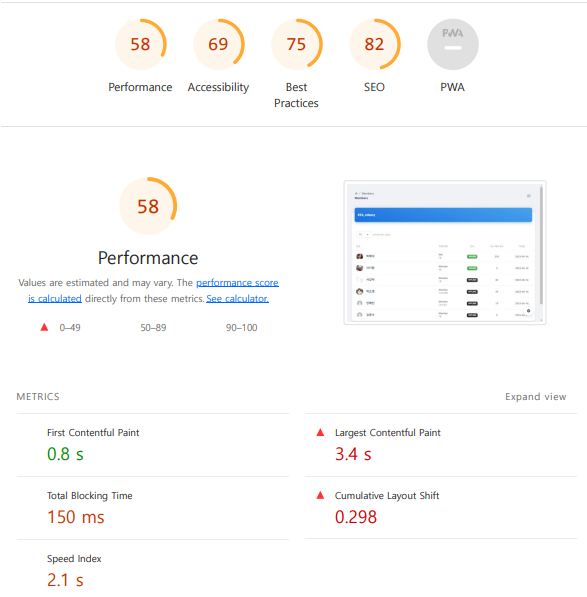 58
69
75
82
PWA
Performance
Accessibility
Best
Practices
SEO
PWA
58
Performance
Values are estimated and may vary. The performance score
is calculated directly from these metrics. See calculator.
0–49
50–89
90–100
Members
METRICS
Expand view
First Contentful Paint
0.8 s
Largest Contentful Paint
3.4 s
Total Blocking Time
150 ms
Cumulative Layout Shift
0.298
Speed Index
2.1 s